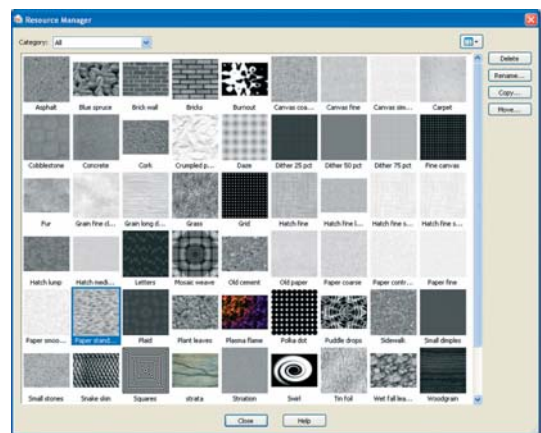 Resource Manager
Category: All
Delete
Rename...
Copy...
Move...
Asphalt Blue spruce Brick wall Bricks Burnout Canvas coa... Canvas fine Canvas sim... Carpet
Cobblestone Concrete Cork Crumpled p... Daze Dither 25 pct Dither 50 pct Dither 75 pct Fine canvas
Fur Grain fine d... Grain long d... Grass Grid Hatch fine Hatch fine l... Hatch fine s... Hatch fine s...
Hatch lump Hatch medi... Letters Mosaic weave Old cement Old paper Paper coarse Paper contr... Paper fine
Paper smoo... Paper stand... Plaid Plant leaves Plasma flame Polka dot Puddle drops Sidewalk Small dimples
Small stones Snake skin Squares strata Striation Swirl Tin foil Wet fall lea... Woodgrain
Close Help